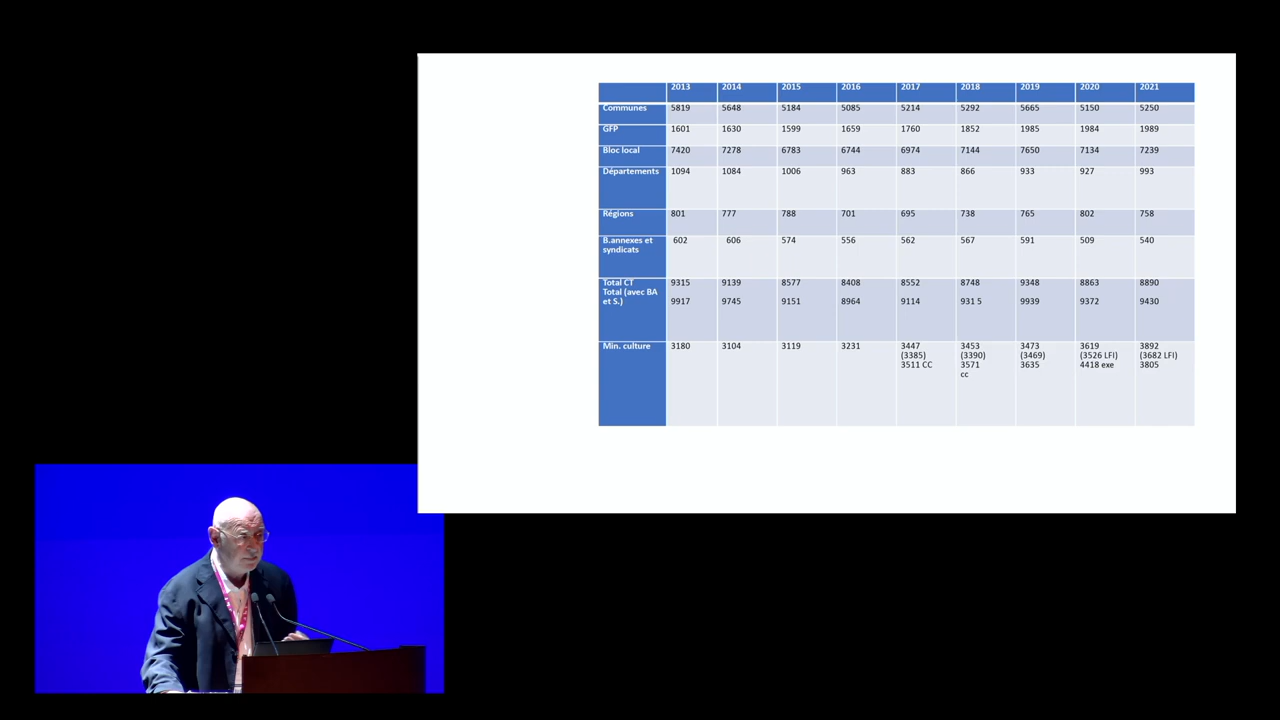 2013 2014 2015 2016 2017 2018 2019 2020 2021
Communes 5819 5648 5184 5085 5214 5292 5665 5150 5250
GFP 1601 1630 1599 1659 1760 1852 1985 1984 1989
Bloc local 7420 7278 6783 6744 6974 7144 7650 7134 7239
Départements 1094 1084 1006 963 883 866 933 927 993
Régions 801 777 788 701 695 738 765 802 758
B.annexes et 602 606 574 556 562 567 591 509 540
syndicats
Total CT 9315 9139 8577 8408 8552 8748 9348 8863 8890
Total (avec BA
et S.) 9917 9745 9151 8964 9114 931 5 9939 9372 9430
Min. culture 3180 3104 3119 3231 3447 3453 3473 3619 3892
(3385) (3390) (3469) (3526 LFI) (3682 LFI)
3511 CC 3571 3635 4418 exe 3805
cc